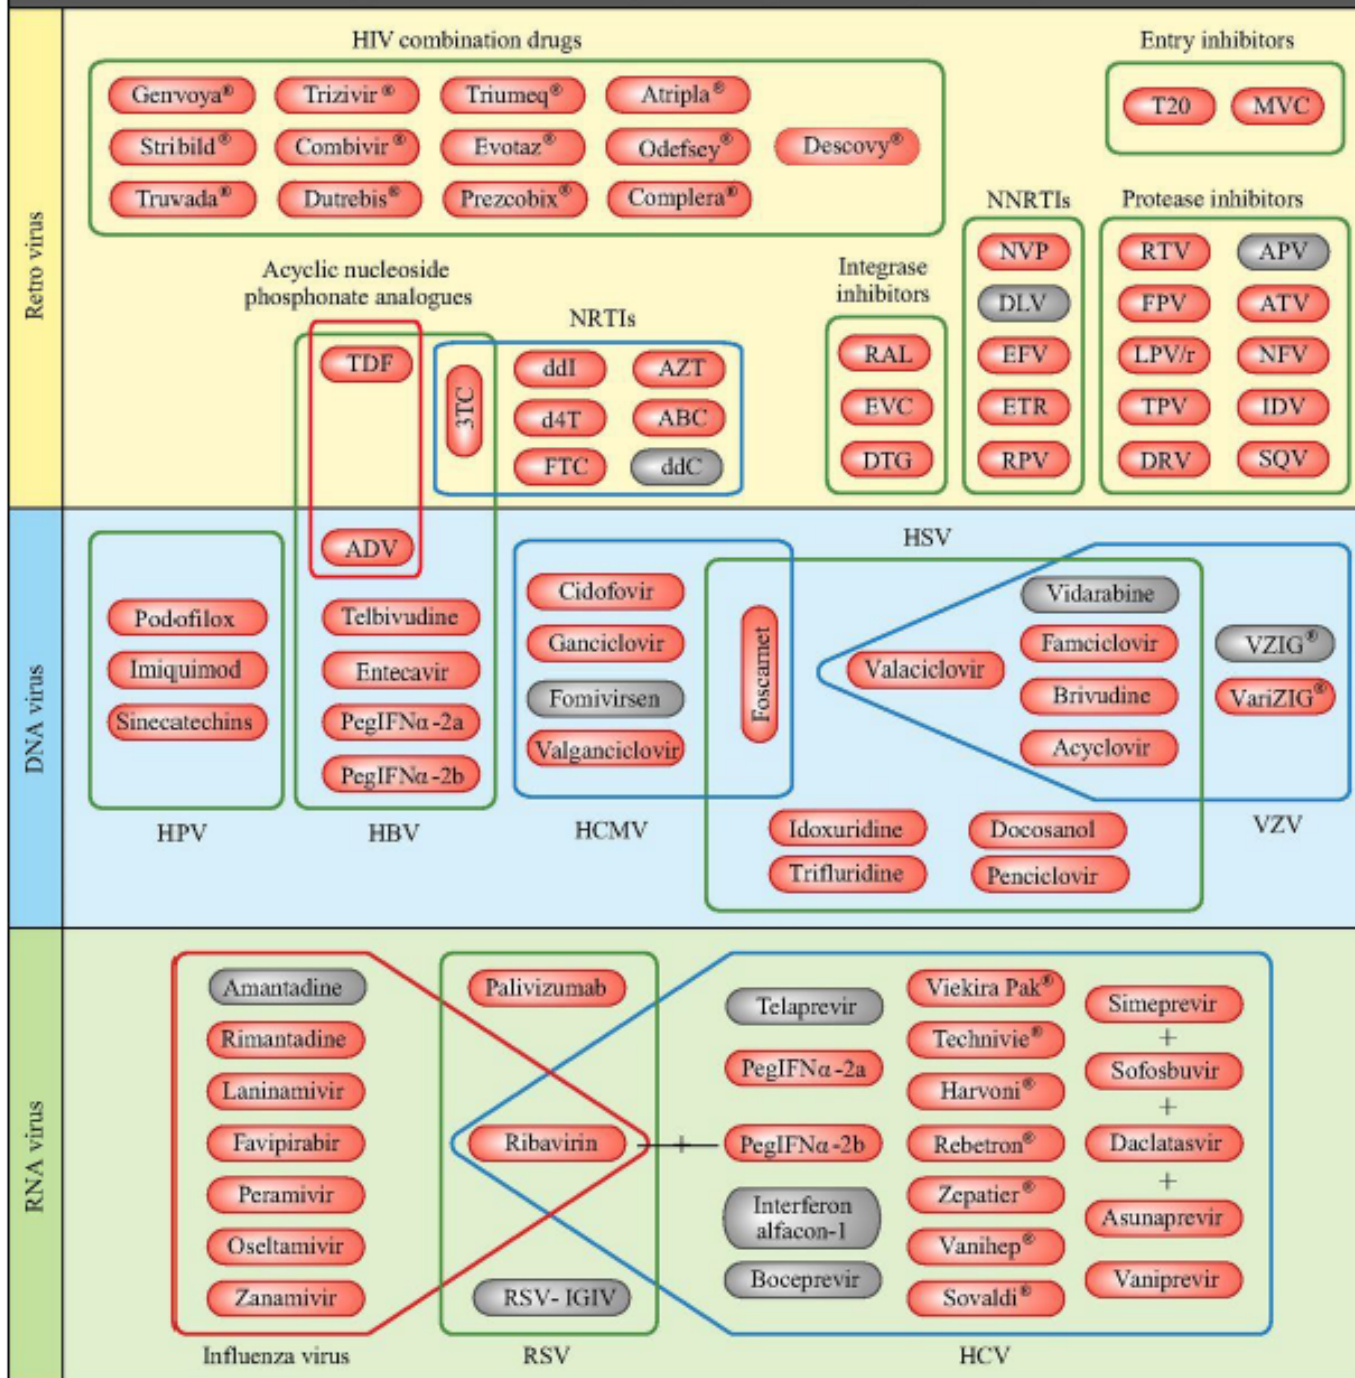 Retro virus
HIV combination drugs
Genvoya® Trizivir® Triumeq® Atripla®
Stribild® Combivir® Evotaz® Odefsey® Descovy®
Truvada® Dutrebis® Prezcobix® Complera®
Entry inhibitors
T20 MVC
Acyclic nucleoside
phosphonate analogues
TDF
3TC
NRTIs
ddI AZT
d4T ABC
FTC ddC
Integrase
inhibitors
RAL
EVC
DTG
NNRTIs
NVP
DLV
EFV
ETR
RPV
Protease inhibitors
RTV APV
FPV ATV
LPV/r NFV
TPV IDV
DRV SQV
DNA virus
Podofilox
Imiquimod
Sinecatechins
HPV
ADV
Telbivudine
Entecavir
PegIFNα-2a
PegIFNα-2b
HBV
Cidofovir
Ganciclovir
Fomivirsen
Valganciclovir
HCMV
Foscarnet
HSV
Valaciclovir
Vidarabine
Famciclovir
Brivudine
Acyclovir
Idoxuridine Docosanol
Trifluridine Penciclovir
VZIG®
VariZIG®
VZV
RNA virus
Amantadine
Rimantadine
Laninamivir
Favipirabir
Peramivir
Oseltamivir
Zanamivir
Influenza virus
Palivizumab
Ribavirin
RSV- IGIV
RSV
+
Telaprevir
PegIFNα-2a
PegIFNα-2b
Interferon
alfacon-1
Boceprevir
Viekira Pak®
Technivie®
Harvoni®
Rebetron®
Zepatier®
Vanihep®
Sovaldi®
Simeprevir
+
Sofosbuvir
+
Daclatasvir
+
Asunaprevir
Vaniprevir
HCV